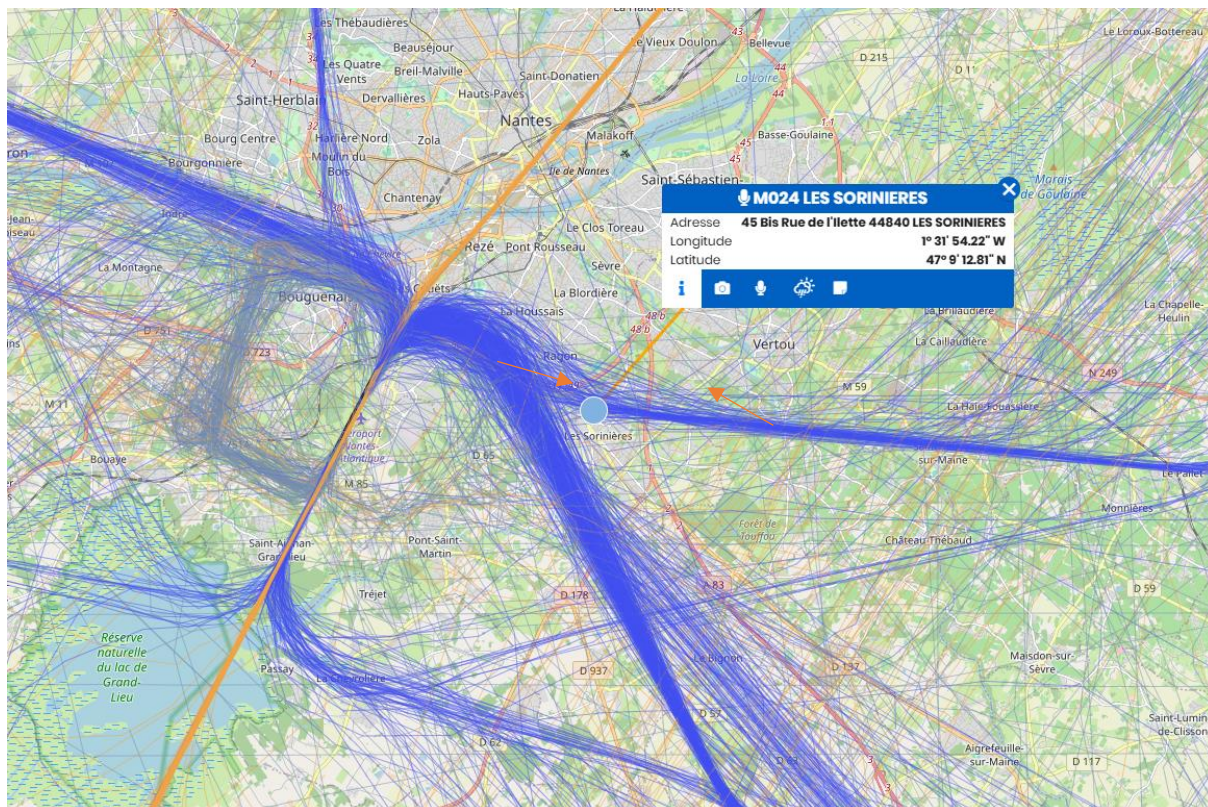 Les Thébaudières
La Haluchère
Le Vieux Doulon
Bellevue
Le Loroux-Bottereau
Beauséjour
Les Quatre
Vents
Breil-Malville
Saint-Donatien
D 215
D 11
La Loire
Saint-Herblain
Dervallières
Hauts-Pavés
Nantes
Bourg Centre
Harlière Nord
Zola
Malakoff
Basse-Goulaine
Bourgonnière
Moulin du
Bois
Île de Nantes
Saint-Sébastien-
Chantenay
M024 LES SORINIERES
Adresse 45 Bis Rue de l'Ilette 44840 LES SORINIERES
Longitude 1° 31' 54.22" W
Latitude 47° 9' 12.81" N
Marais
de Goulaine
Indre
Le Clos Toreau
Rezé
Pont Rousseau
Sèvre
La Montagne
Bouguenais
La Blordière
La Houssais
48 b
48 b
La Brillaudière
La Chapelle-
Heulin
D 751
D 723
Ragon
Vertou
La Caillaudière
N 249
M 59
M 11
La Haie-Fouassière
Aéroport
Nantes
Atlantique
Les Sorinières
D 65
Bouaye
sur-Maine
Le Pallet
M 85
Monnières
Forêt de
Touffou
Saint-Aignan
Grandlieu
Pont-Saint-
Martin
Château-Thébaud
Tréjet
D 178
A 83
D 59
Réserve
naturelle
du lac de
Grand-
Lieu
Passay
La Chevrolière
D 937
Le Bignon
D 137
Maisdon-sur-
Sèvre
D 57
Saint-Lumin
de-Clisson
D 62
Aigrefeuille-
sur-Maine
D 117